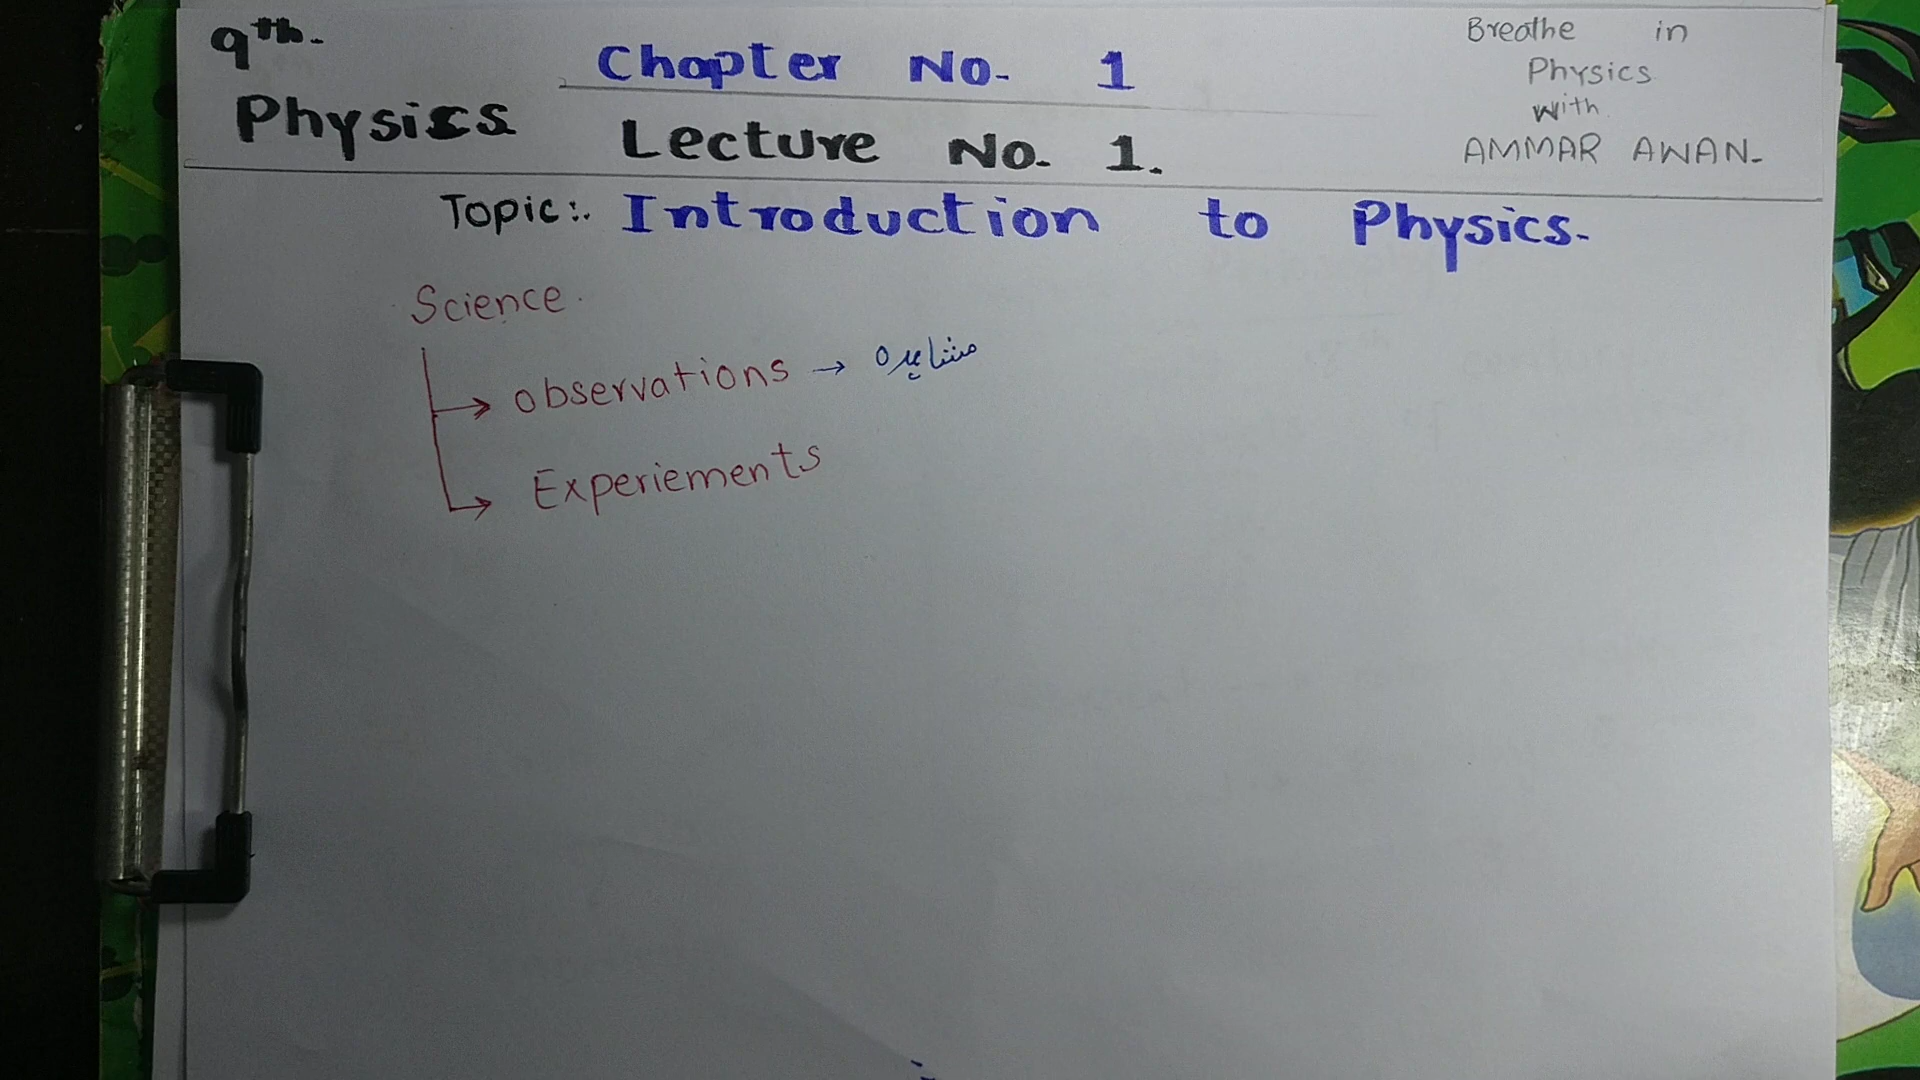 9th.
Physics
Chapter No. 1
Lecture No. 1.
Breathe in
Physics
with
AMMAR AWAN.
Topic:. Introduction to Physics.
Science.
observations → مشاہدہ
Experiements